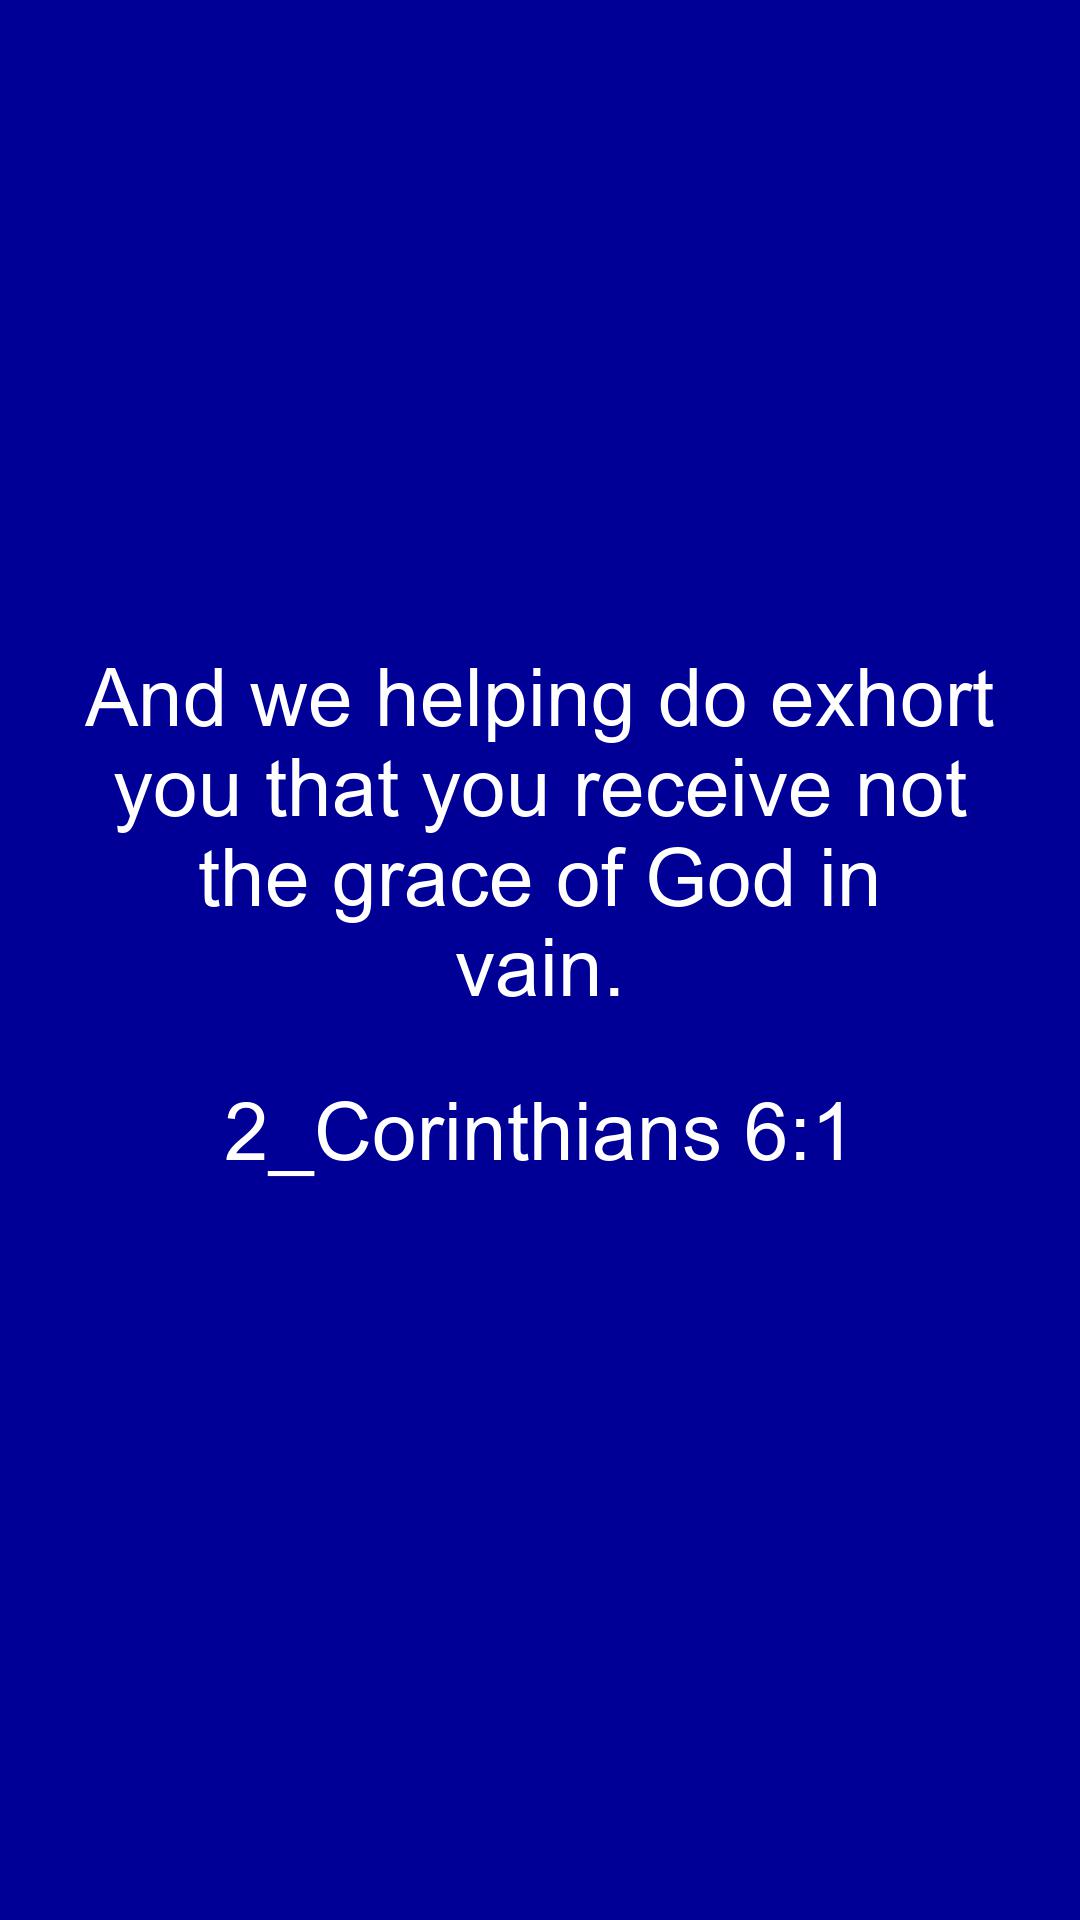 And we helping do exhort
you that you receive not
the grace of God in
vain.
2_Corinthians 6:1